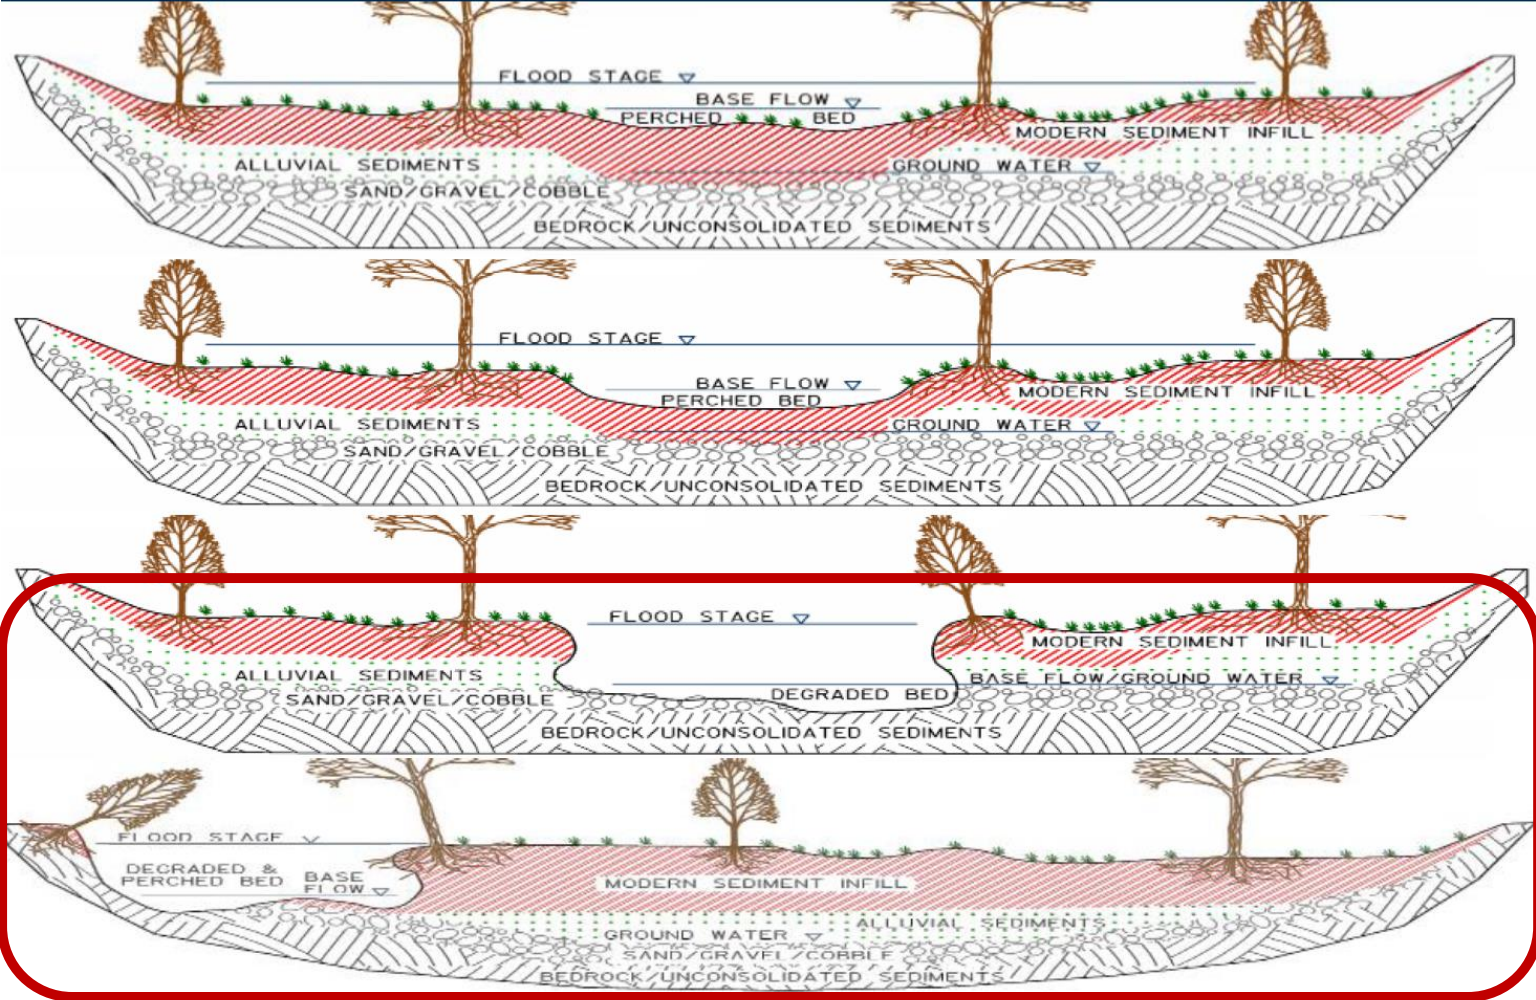 FLOOD STAGE
BASE FLOW
PERCHED BED
MODERN SEDIMENT INFILL
ALLUVIAL SEDIMENTS
GROUND WATER
SAND/GRAVEL/COBBLE
BEDROCK/UNCONSOLIDATED SEDIMENTS
FLOOD STAGE
BASE FLOW
PERCHED BED
MODERN SEDIMENT INFILL
ALLUVIAL SEDIMENTS
GROUND WATER
SAND/GRAVEL/COBBLE
BEDROCK/UNCONSOLIDATED SEDIMENTS
FLOOD STAGE
MODERN SEDIMENT INFILL
ALLUVIAL SEDIMENTS
BASE FLOW/GROUND WATER
DEGRADED BED
SAND/GRAVEL/COBBLE
BEDROCK/UNCONSOLIDATED SEDIMENTS
FLOOD STAGE
DEGRADED &
PERCHED BED
BASE
FLOW
MODERN SEDIMENT INFILL
ALLUVIAL SEDIMENTS
GROUND WATER
SAND/GRAVEL/COBBLE
BEDROCK/UNCONSOLIDATED SEDIMENTS